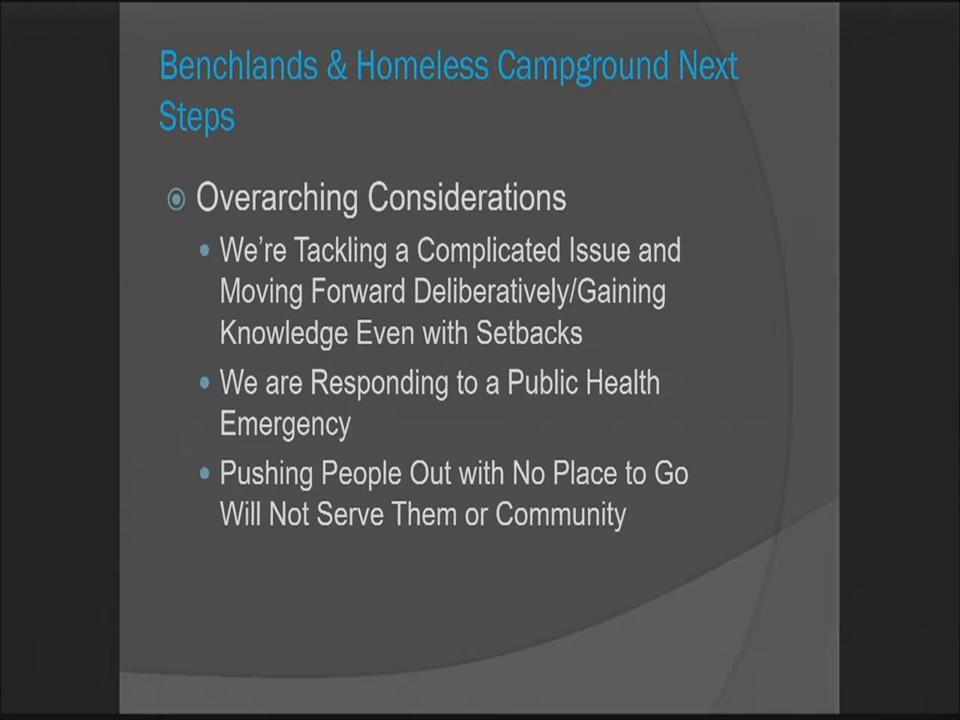 Benchlands & Homeless Campground Next
Steps
Overarching Considerations
We're Tackling a Complicated Issue and
Moving Forward Deliberatively/Gaining
Knowledge Even with Setbacks
We are Responding to a Public Health
Emergency
Pushing People Out with No Place to Go
Will Not Serve Them or Community